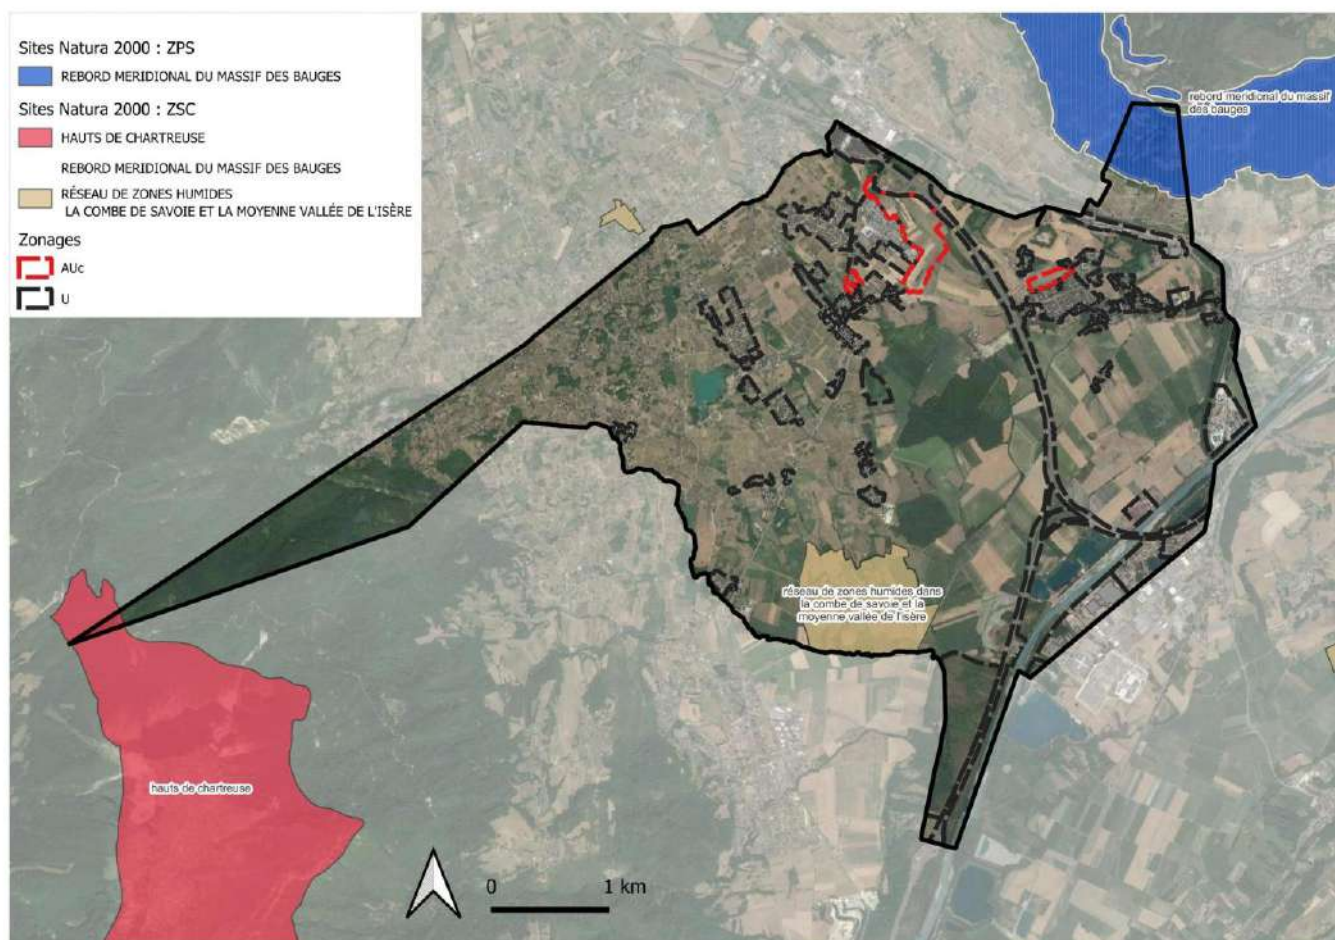 Sites Natura 2000 : ZPS
REBORD MERIDIONAL DU MASSIF DES BAUGES
Sites Natura 2000 : ZSC
HAUTS DE CHARTREUSE
REBORD MERIDIONAL DU MASSIF DES BAUGES
RÉSEAU DE ZONES HUMIDES
LA COMBE DE SAVOIE ET LA MOYENNE VALLÉE DE L'ISÈRE
Zonages
AUc
U
rebord meridional du massif
des bauges
réseau de zones humides dans
la combe de savoie et la
moyenne vallée de l'isère
hauts de chartreuse
0 1 km